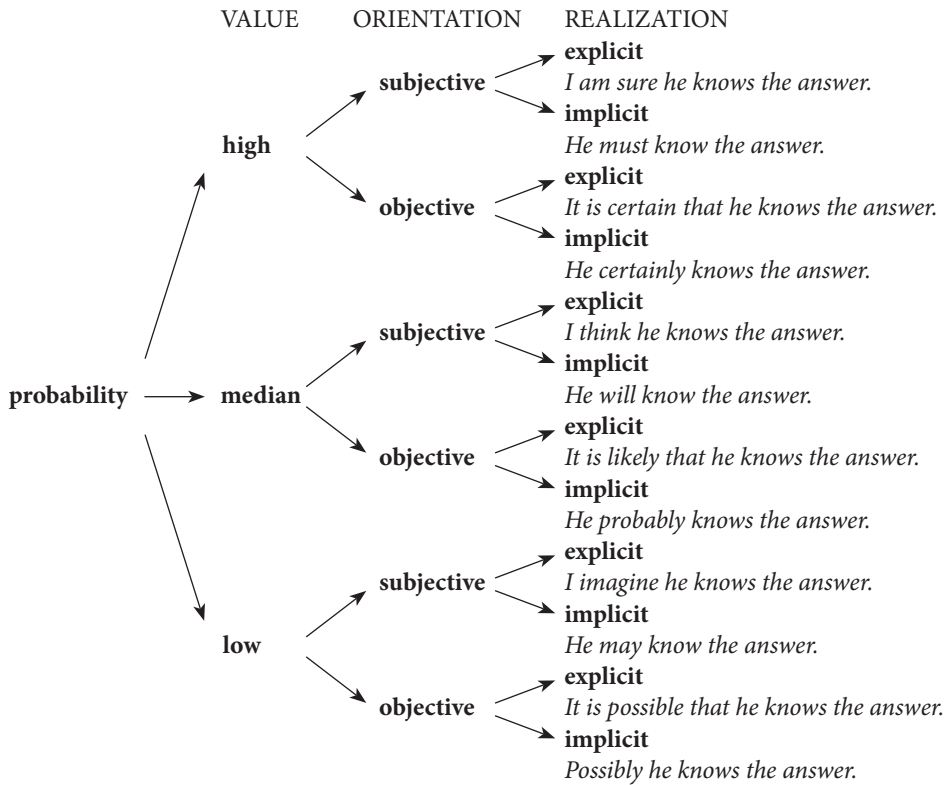 VALUE ORIENTATION REALIZATION
explicit
subjective
I am sure he knows the answer.
implicit
high
He must know the answer.
explicit
objective
It is certain that he knows the answer.
implicit
He certainly knows the answer.
explicit
subjective
I think he knows the answer.
implicit
probability median
He will know the answer.
explicit
objective
It is likely that he knows the answer.
implicit
He probably knows the answer.
explicit
subjective
I imagine he knows the answer.
implicit
low
He may know the answer.
explicit
objective
It is possible that he knows the answer.
implicit
Possibly he knows the answer.